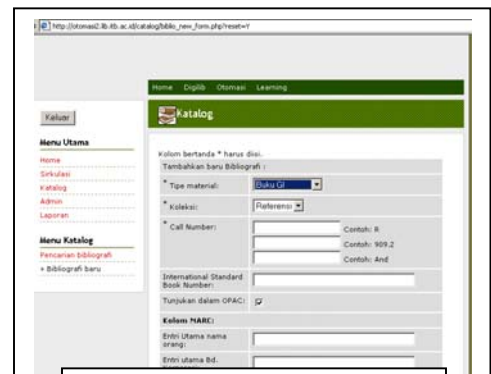 http://otomasi2.lib.itb.ac.id/catalog/biblio_new_form.php?reset=Y
Home Digilib Otomasi Learning
Keluar
Katalog
Menu Utama
Home
Sirkulasi
Katalog
Admin
Laporan
Menu Katalog
Pencarian bibliografi
» Bibliografi baru
Kolom bertanda * harus diisi.
Tambahkan baru Bibliografi :
* Tipe material: Buku GI
* Koleksi: Referensi
* Call Number: Contoh: R
Contoh: 909.2
Contoh: And
International Standard
Book Number:
Tunjukan dalam OPAC:
Kolom MARC:
Entri Utama nama
orang:
Entri utama Bd.